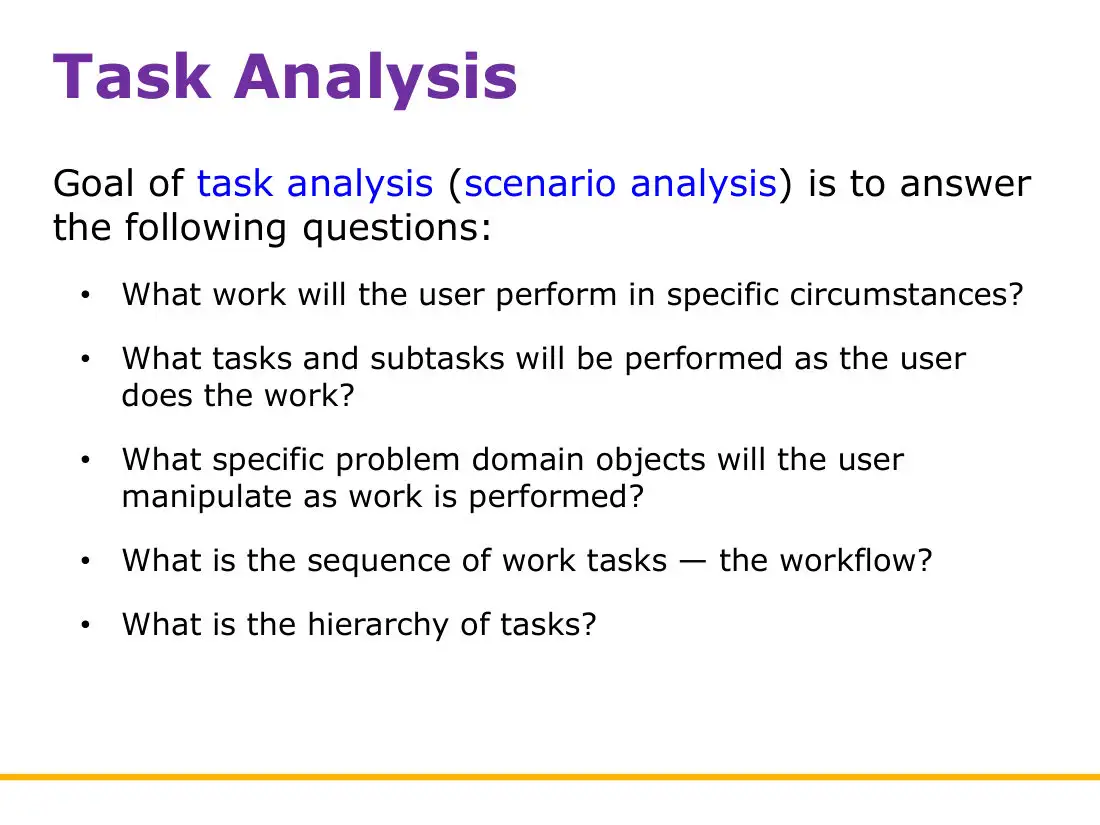 Task Analysis
Goal of task analysis (scenario analysis) is to answer
the following questions:
• What work will the user perform in specific circumstances?
• What tasks and subtasks will be performed as the user
does the work?
• What specific problem domain objects will the user
manipulate as work is performed?
• What is the sequence of work tasks — the workflow?
• What is the hierarchy of tasks?